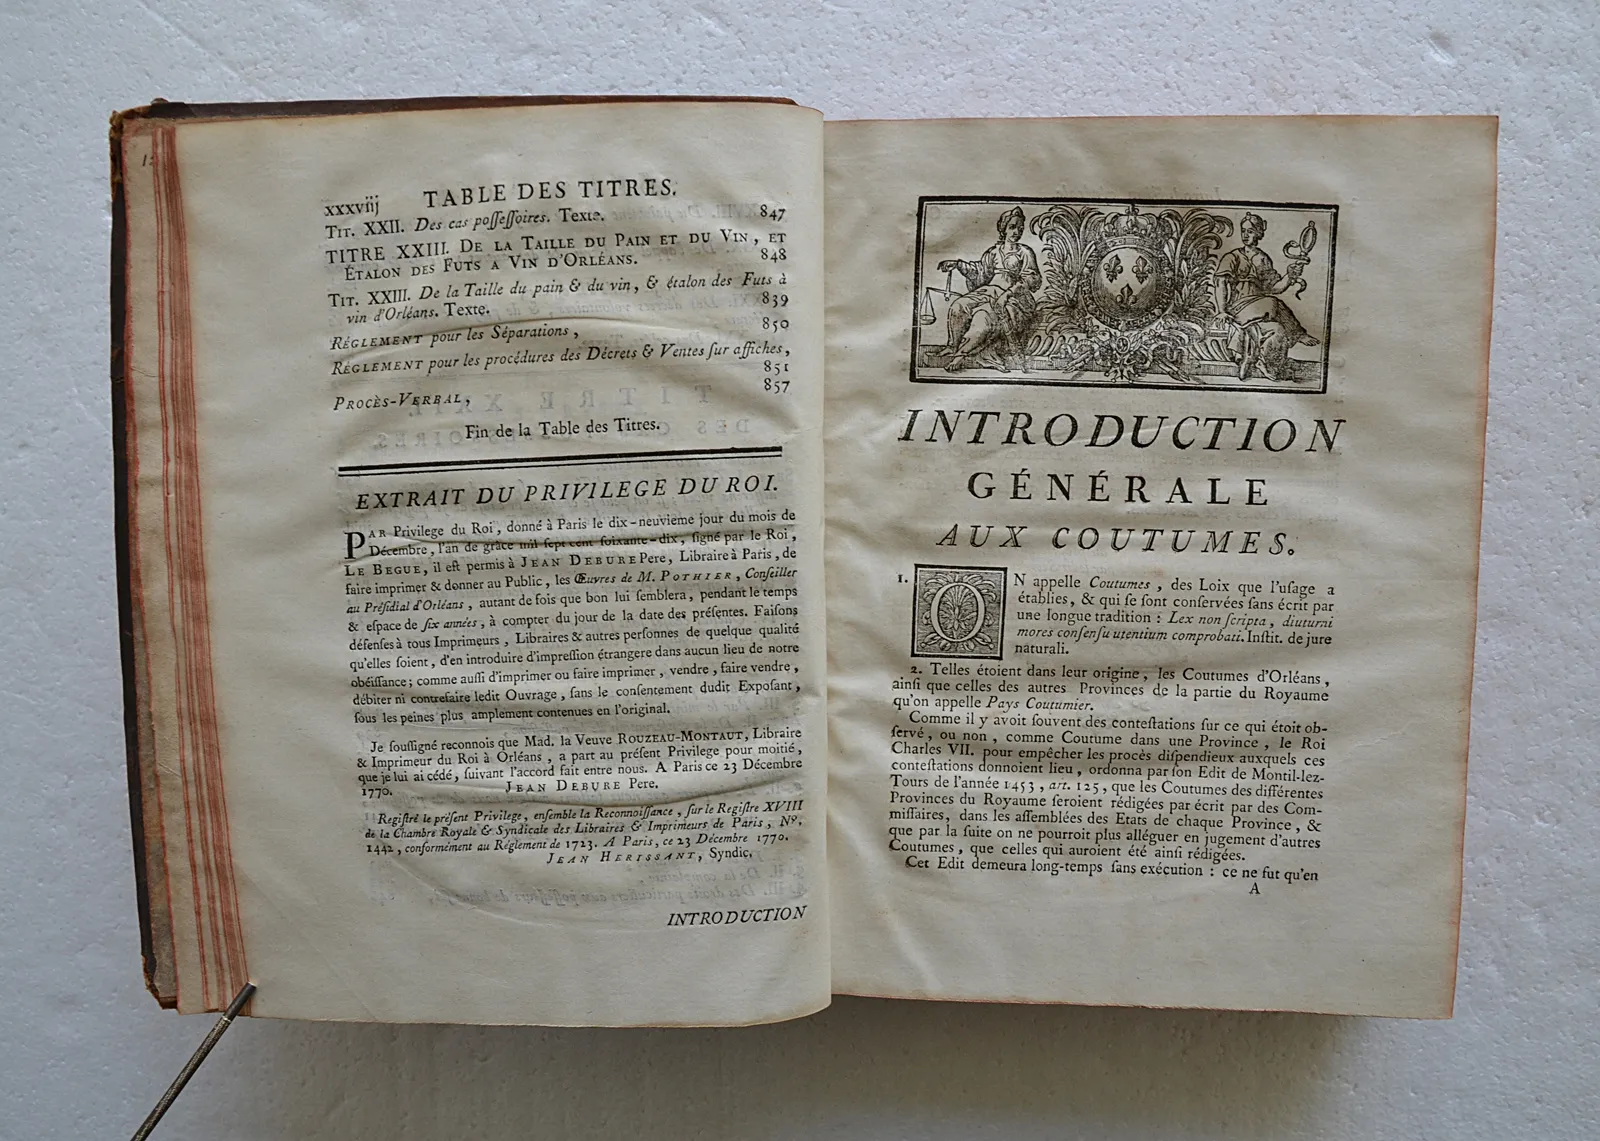 xxxviij TABLE DES TITRES.
TIT. XXII. Des cas poſſeſſoires. Texte. 847
TITRE XXIII. DE LA TAILLE DU PAIN ET DU VIN, ET
ÉTALON DES FUTS A VIN D'ORLÉANS. 848
TIT. XXIII. De la Taille du pain & du vin, & étalon des Futs à
vin d'Orléans. Texte. 839
RÉGLEMENT pour les Séparations, 850
RÉGLEMENT pour les procédures des Décrets & Ventes ſur affiches,
851
PROCÈS-VERBAL, 857
Fin de la Table des Titres.
EXTRAIT DU PRIVILEGE DU ROI.
PAR Privilege du Roi, donné à Paris le dix-neuvieme jour du mois de
Décembre, l'an de grâce mil ſept cent ſoixante-dix, ſigné par le Roi,
LE BEGUE, il eſt permis à JEAN DEBURE Pere, Libraire à Paris, de
faire imprimer & donner au Public, les Œuvres de M. POTHIER, Conſeiller
au Préſidial d'Orléans, autant de fois que bon lui ſemblera, pendant le temps
& eſpace de ſix années, à compter du jour de la date des préſentes. Faiſons
défenſes à tous Imprimeurs, Libraires & autres perſonnes de quelque qualité
qu'elles ſoient, d'en introduire d'impreſſion étrangere dans aucun lieu de notre
obéiſſance; comme auſſi d'imprimer ou faire imprimer, vendre, faire vendre,
débiter ni contrefaire ledit Ouvrage, ſans le conſentement dudit Expoſant,
ſous les peines plus amplement contenues en l'original.
Je ſouſſigné reconnois que Mad. la Veuve ROUZEAU-MONTAUT, Libraire
& Imprimeur du Roi à Orléans, a part au préſent Privilege pour moitié,
que je lui ai cédé, ſuivant l'accord fait entre nous. A Paris ce 23 Décembre
1770. JEAN DEBURE Pere.
Regiſtré le préſent Privilege, enſemble la Reconnoiſſance, ſur le Regiſtre XVIII
de la Chambre Royale & Syndicale des Libraires & Imprimeurs de Paris, N°.
1442, conformément au Réglement de 1723. A Paris, ce 23 Décembre 1770.
JEAN HERISSANT, Syndic.
INTRODUCTION
INTRODUCTION
GÉNÉRALE
AUX COUTUMES.
1. ON appelle Coutumes, des Loix que l'uſage a
établies, & qui ſe ſont conſervées ſans écrit par
une longue tradition : Lex non ſcripta, diuturni
mores conſenſu utentium comprobati. Inſtit. de jure
naturali.
2. Telles étoient dans leur origine, les Coutumes d'Orléans,
ainſi que celles des autres Provinces de la partie du Royaume
qu'on appelle Pays Coutumier.
Comme il y avoit ſouvent des conteſtations ſur ce qui étoit ob-
ſervé, ou non, comme Coutume dans une Province, le Roi
Charles VII. pour empêcher les procès diſpendieux auxquels ces
conteſtations donnoient lieu, ordonna par ſon Edit de Montil-lez-
Tours de l'année 1453, art. 125, que les Coutumes des différentes
Provinces du Royaume ſeroient rédigées par écrit par des Com-
miſſaires, dans les aſſemblées des Etats de chaque Province, &
que par la ſuite on ne pourroit plus alléguer en jugement d'autres
Coutumes, que celles qui auroient été ainſi rédigées.
Cet Edit demeura long-temps ſans exécution : ce ne fut qu'en
A